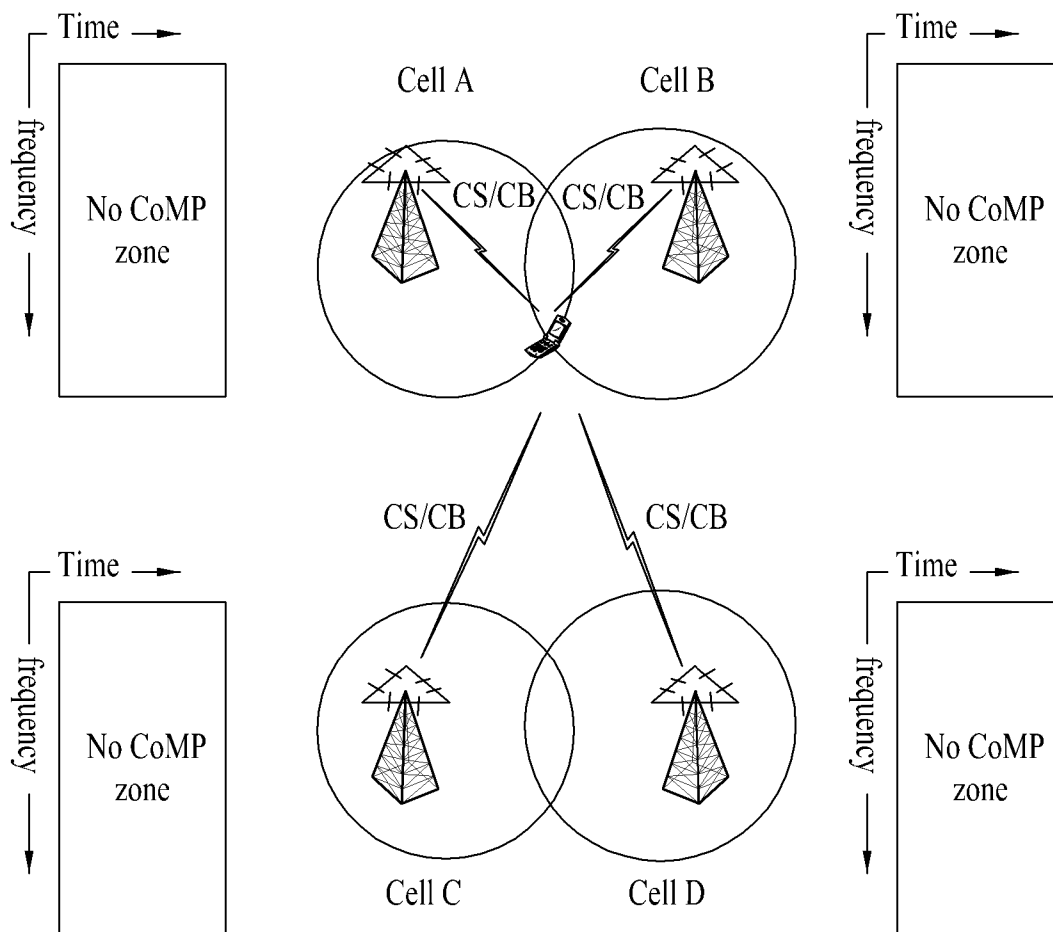 Time
Time
Cell A
Cell B
frequency
frequency
CS/CB
CS/CB
No CoMP
zone
No CoMP
zone
CS/CB
CS/CB
Time
Time
frequency
frequency
No CoMP
zone
No CoMP
zone
Cell C
Cell D